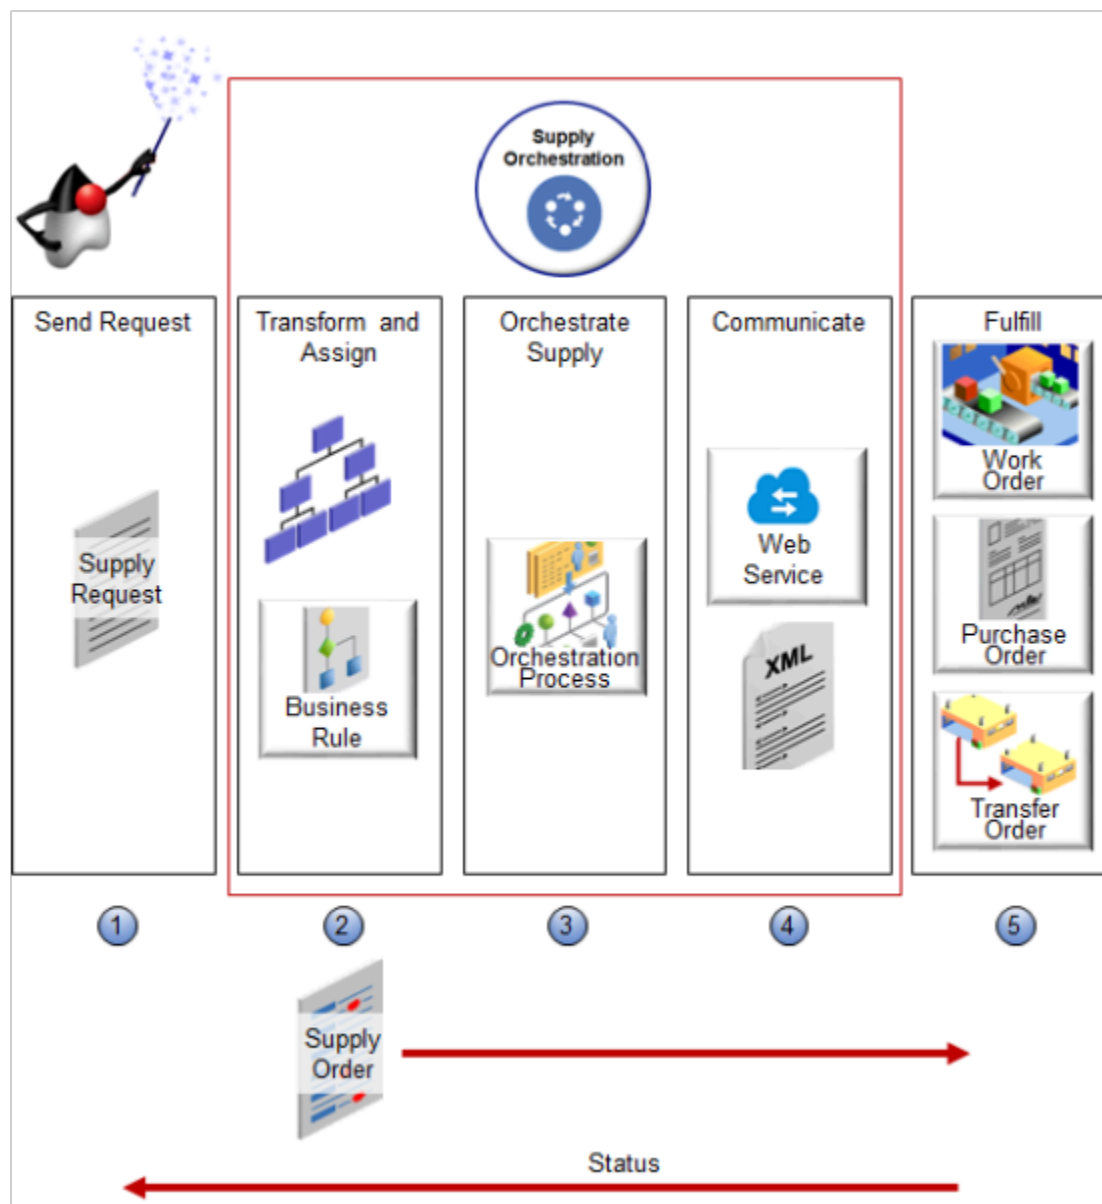 Supply
Orchestration
Send Request
Transform and
Assign
Orchestrate
Supply
Communicate
Fulfill
Supply
Request
Business
Rule
Orchestration
Process
Web
Service
XML
Work
Order
Purchase
Order
Transfer
Order
1
2
3
4
5
Supply
Order
Status